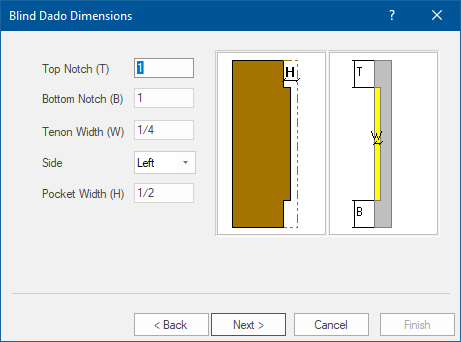 Blind Dado Dimensions ?
Top Notch (T) 1
Bottom Notch (B) 1
Tenon Width (W) 1/4
Side Left
Pocket Width (H) 1/2
H
T
W
B
< Back Next > Cancel Finish